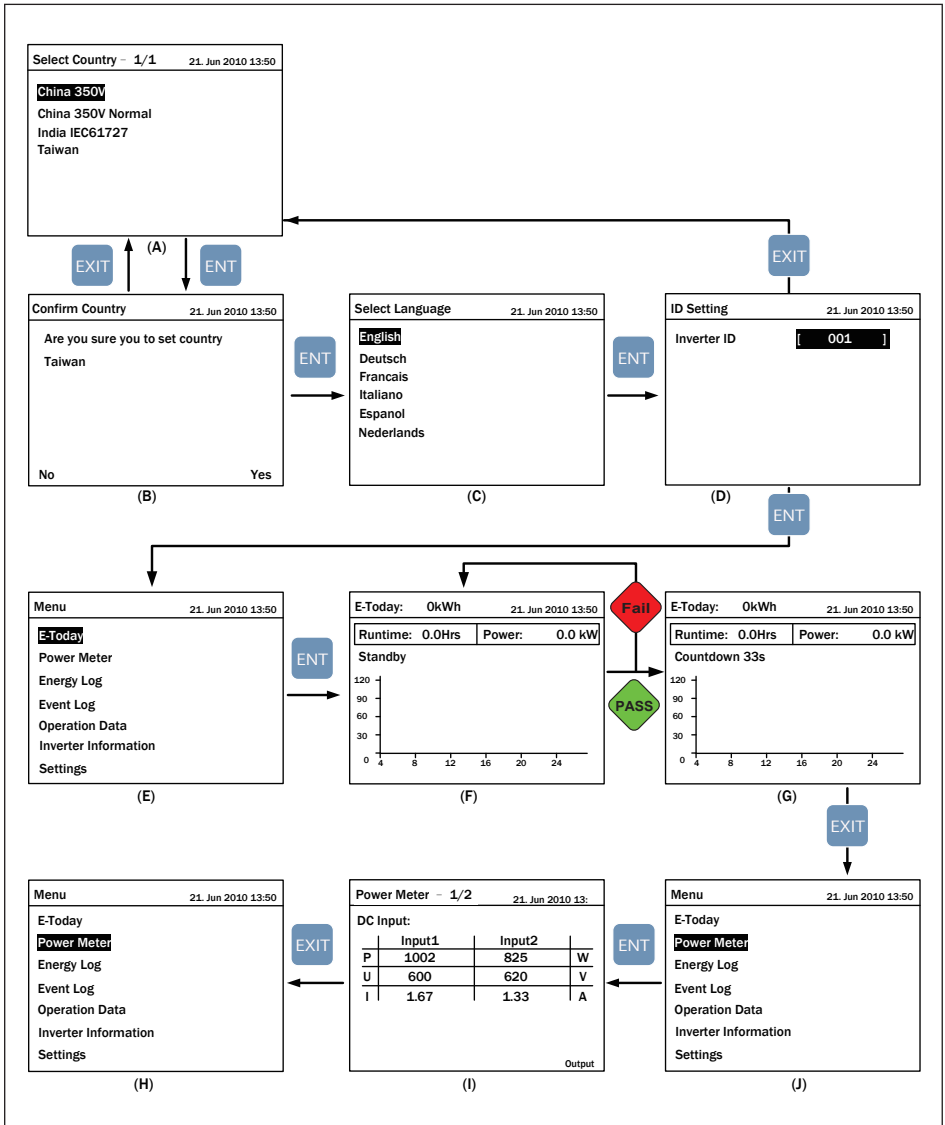 Select Country – 1/1 21. Jun 2010 13:50
China 350V
China 350V Normal
India IEC61727
Taiwan
(A)
EXIT
ENT
EXIT
Confirm Country 21. Jun 2010 13:50
Are you sure you to set country
Taiwan
No Yes
(B)
ENT
Select Language 21. Jun 2010 13:50
English
Deutsch
Francais
Italiano
Espanol
Nederlands
(C)
ENT
ID Setting 21. Jun 2010 13:50
Inverter ID [ 001 ]
(D)
ENT
Menu 21. Jun 2010 13:50
E-Today
Power Meter
Energy Log
Event Log
Operation Data
Inverter Information
Settings
(E)
ENT
E-Today: 0kWh 21. Jun 2010 13:50
Runtime: 0.0Hrs Power: 0.0 kW
Standby
120
90
60
30
0
4 8 12 16 20 24
(F)
Fail
PASS
E-Today: 0kWh 21. Jun 2010 13:50
Runtime: 0.0Hrs Power: 0.0 kW
Countdown 33s
120
90
60
30
0
4 8 12 16 20 24
(G)
EXIT
Menu 21. Jun 2010 13:50
E-Today
Power Meter
Energy Log
Event Log
Operation Data
Inverter Information
Settings
(H)
EXIT
Power Meter – 1/2 21. Jun 2010 13:
DC Input:
Input1 Input2
P 1002 825 W
U 600 620 V
I 1.67 1.33 A
Output
(I)
ENT
Menu 21. Jun 2010 13:50
E-Today
Power Meter
Energy Log
Event Log
Operation Data
Inverter Information
Settings
(J)